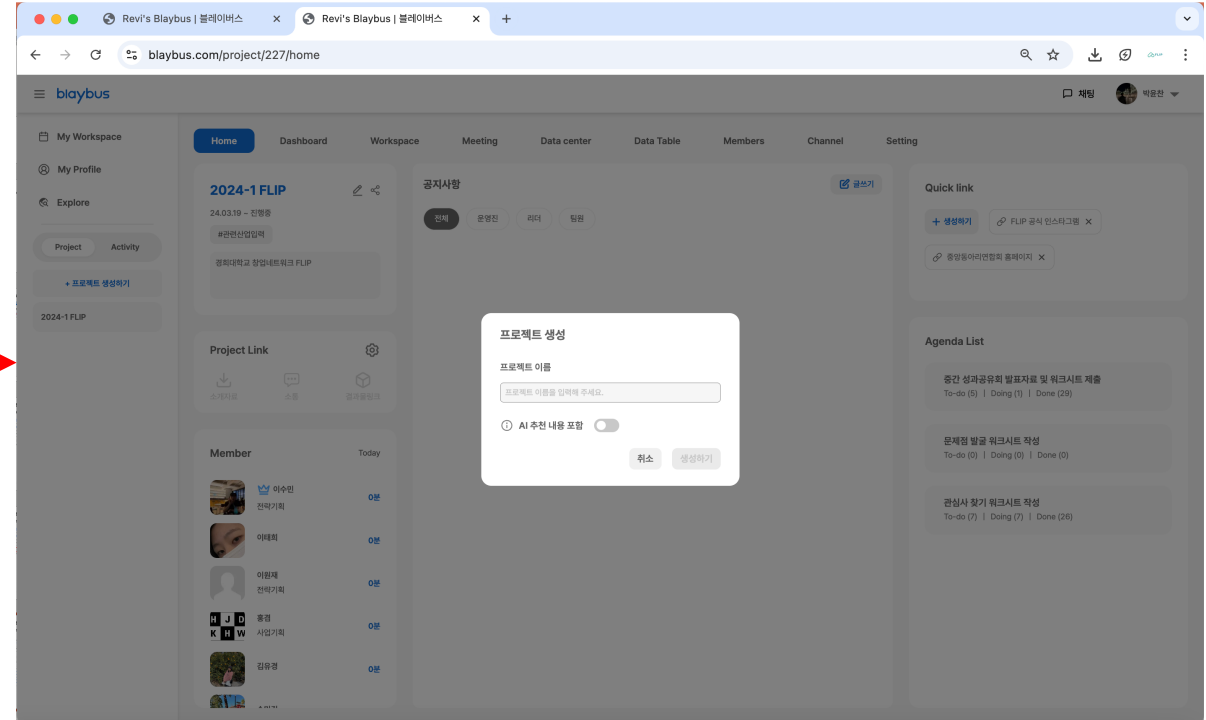 Revi's Blaybus | 블레이버스
Revi's Blaybus | 블레이버스
blaybus.com/project/227/home
blaybus
채팅
박윤찬
My Workspace
My Profile
Explore
Project Activity
+ 프로젝트 생성하기
2024-1 FLIP
Home Dashboard Workspace Meeting Data center Data Table Members Channel Setting
2024-1 FLIP
24.03.19 ~ 진행중
#관련산업입력
경희대학교 창업네트워크 FLIP
Project Link
소개자료 소통 결과물링크
Member Today
이수민
전략기획
0분
이태희
0분
이원재
전략기획
0분
H J D
K H W
홍경
사업기획
0분
김유경
0분
공지사항
글쓰기
전체 운영진 리더 팀원
프로젝트 생성
프로젝트 이름
프로젝트 이름을 입력해 주세요.
AI 추천 내용 포함
취소 생성하기
Quick link
+ 생성하기
FLIP 공식 인스타그램
중앙동아리연합회 홈페이지
Agenda List
중간 성과공유회 발표자료 및 워크시트 제출
To-do (5) | Doing (1) | Done (29)
문제점 발굴 워크시트 작성
To-do (0) | Doing (0) | Done (0)
관심사 찾기 워크시트 작성
To-do (7) | Doing (7) | Done (26)